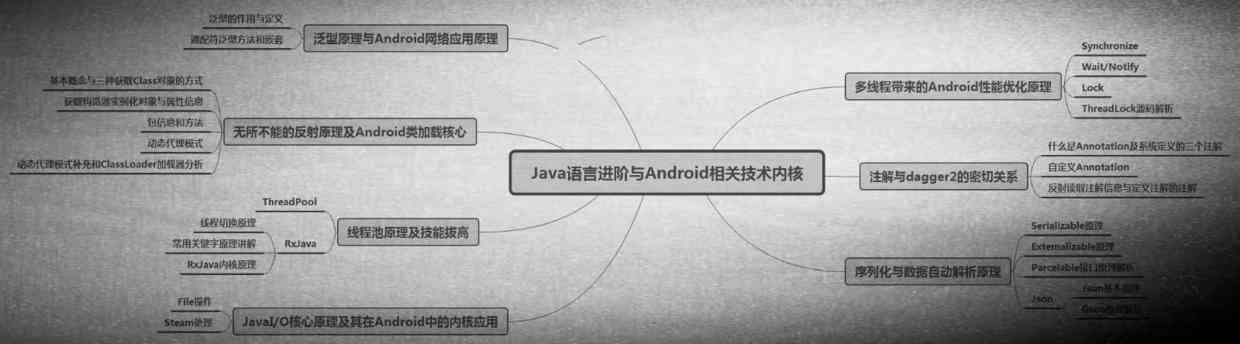 Java语言进阶与Android相关技术内核
泛型原理与Android网络应用原理
泛型的作用与定义
通配符泛型方法和嵌套
无所不能的反射原理及Android类加载核心
基本概念与三种获取Class对象的方式
获取构造器实例化对象与属性信息
包信息和方法
动态代理模式
动态代理模式补充和ClassLoader加载器分析
线程池原理及技能拔高
ThreadPool
RxJava
线程切换原理
常用关键字原理讲解
RxJava内核原理
JavaI/O核心原理及其在Android中的内核应用
File操作
Steam处理
多线程带来的Android性能优化原理
Synchronize
Wait/Notify
Lock
ThreadLock源码解析
注解与dagger2的密切关系
什么是Annotation及系统定义的三个注解
自定义Annotation
反射读取注解信息与定义注解的注解
序列化与数据自动解析原理
Serializable原理
Externalizable原理
Parcelable接口原理解析
Json